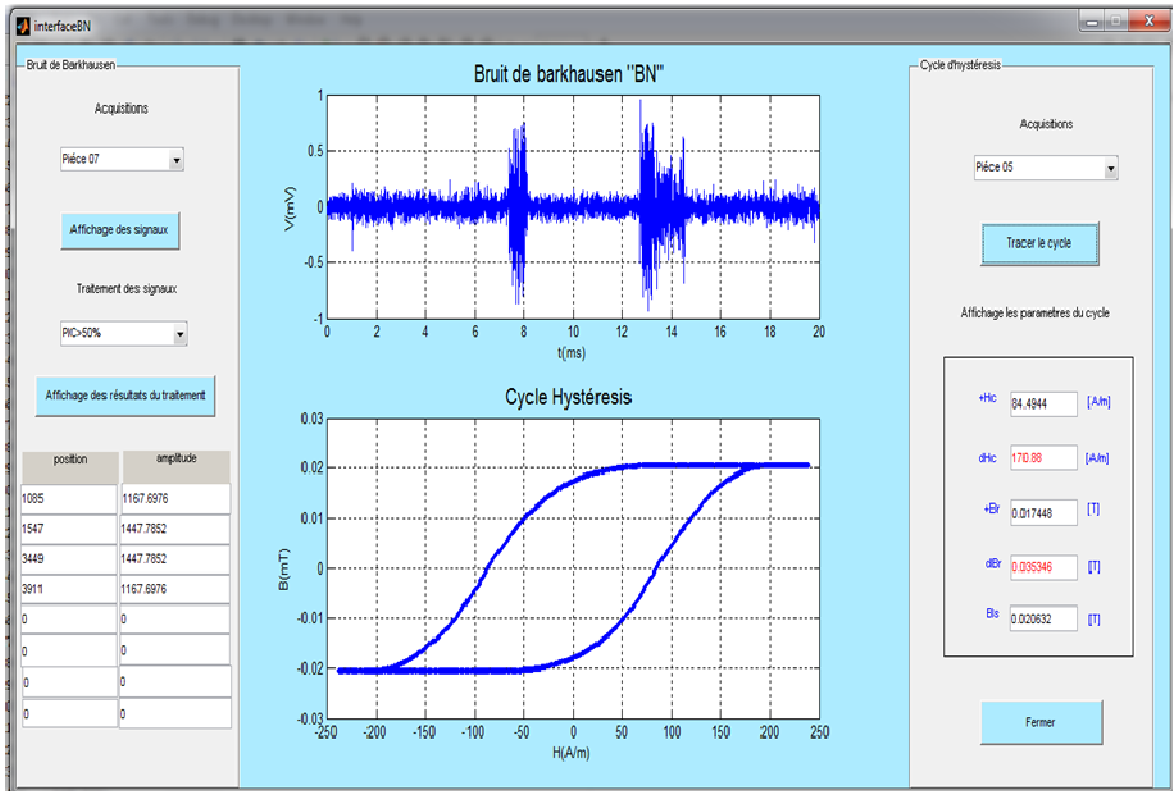 interfaceBN
Bruit de Barkhausen
Acquisitions
Piéce 07
Affichage des signaux
Traitement des signaux
PIC>50%
Affichage des résultats du traitement
position amplitude
1085 1167.6976
1547 1447.7852
3449 1447.7852
3911 1167.6976
0 0
0 0
0 0
0 0
Bruit de barkhausen "BN"
V(mV)
1
0.5
0
-0.5
-1
0 2 4 6 8 10 12 14 16 18 20
t(ms)
Cycle Hystéresis
B(mT)
0.03
0.02
0.01
0
-0.01
-0.02
-0.03
-250 -200 -150 -100 -50 0 50 100 150 200 250
H(A/m)
Cycle d'hystéresis
Acquisitions
Piéce 05
Tracer le cycle
Affichage les parametres du cycle
+Hic 84.4944 [A/m]
dHic 170.88 [A/m]
+Br 0.017448 [T]
dBr 0.035346 [T]
Bs 0.020632 [T]
Fermer